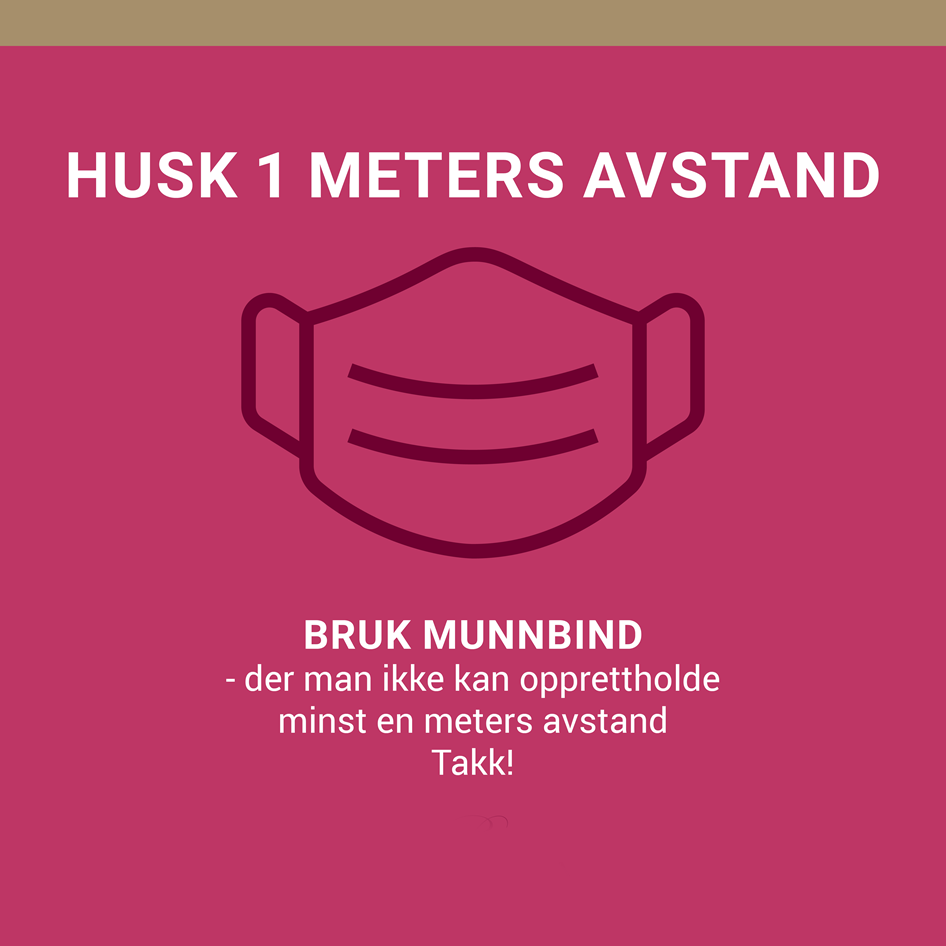 HUSK 1 METERS AVSTAND
BRUK MUNNBIND
- der man ikke kan opprettholde
minst en meters avstand
Takk!